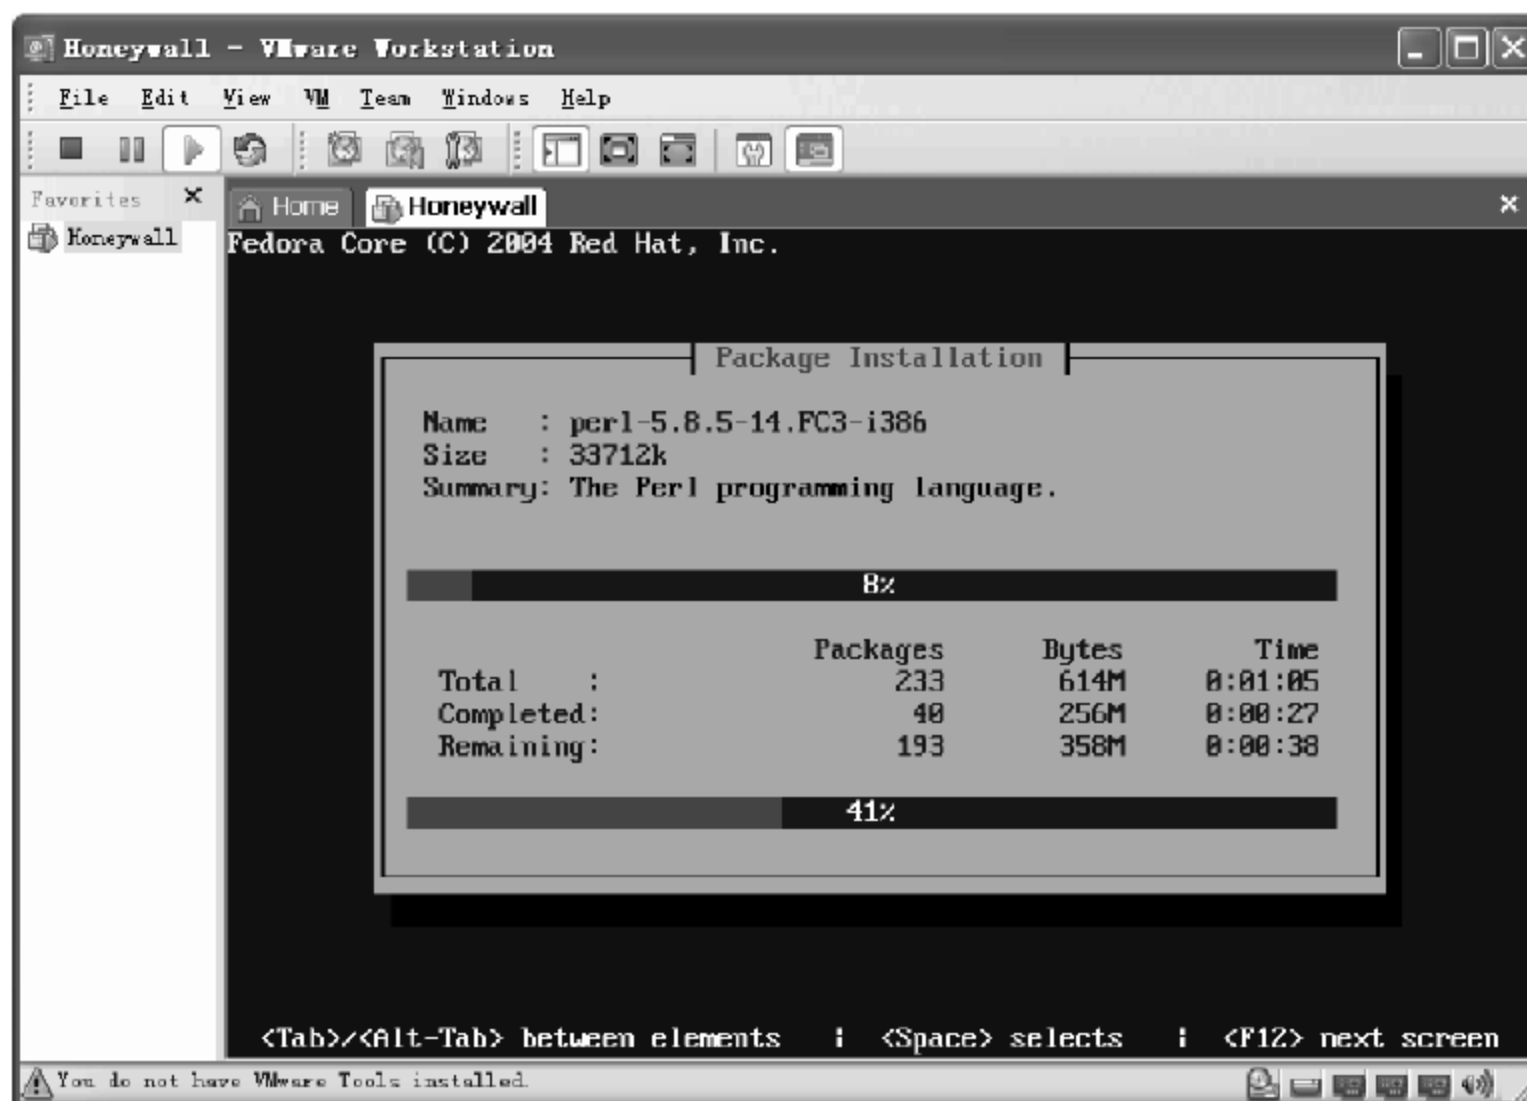 Honeywall - VMware Workstation
File Edit View VM Team Windows Help
Favorites
Home Honeywall
Honeywall
Fedora Core (C) 2004 Red Hat, Inc.
Package Installation
Name : perl-5.8.5-14.FC3-i386
Size : 33712k
Summary: The Perl programming language.
8%
Packages Bytes Time
Total : 233 614M 0:01:05
Completed: 40 256M 0:00:27
Remaining: 193 358M 0:00:38
41%
<Tab>/<Alt-Tab> between elements | <Space> selects | <F12> next screen
You do not have VMware Tools installed.